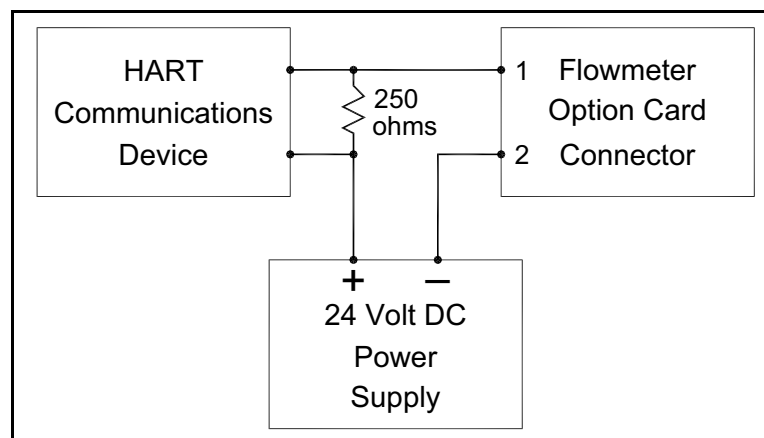 HART
Communications
Device
250
ohms
1
Flowmeter
Option Card
2
Connector
+
−
24 Volt DC
Power
Supply